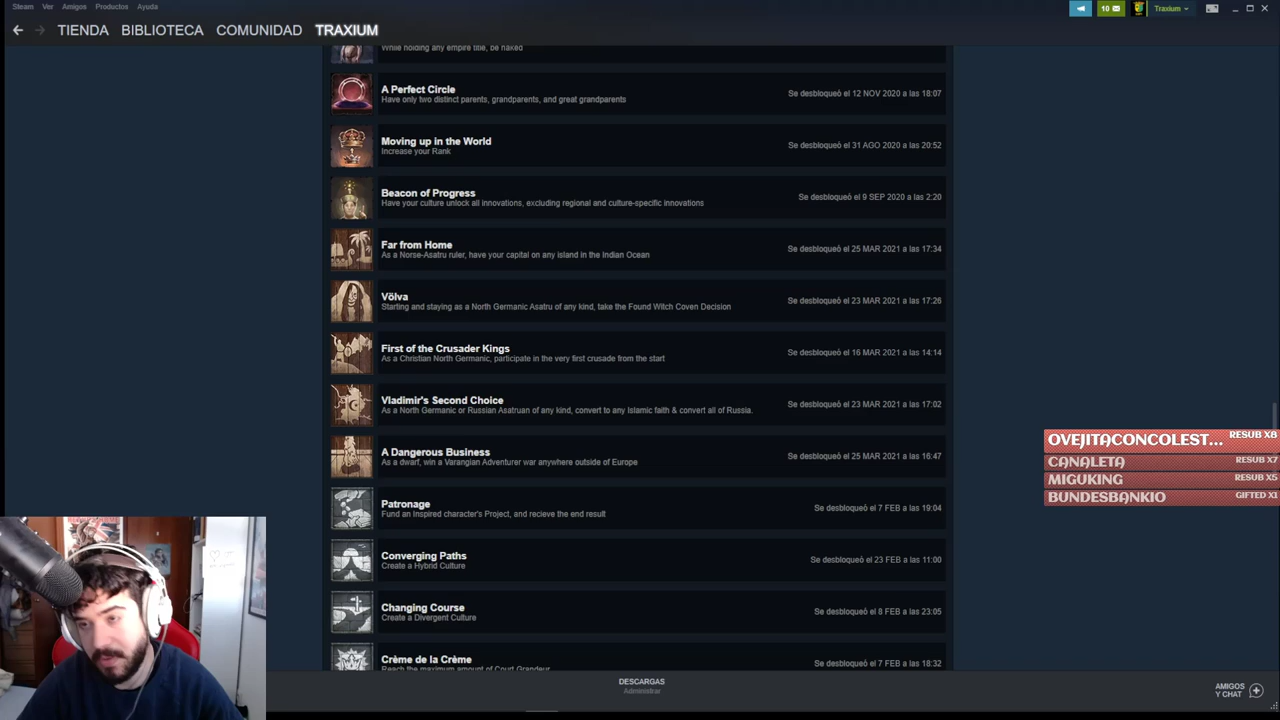 Steam Ver Amigos Productos Ayuda
10 Traxium
TIENDA BIBLIOTECA COMUNIDAD TRAXIUM
While holding any empire title, be naked
A Perfect Circle
Have only two distinct parents, grandparents, and great grandparents
Se desbloqueó el 12 NOV 2020 a las 18:07
Moving up in the World
Increase your Rank
Se desbloqueó el 31 AGO 2020 a las 20:52
Beacon of Progress
Have your culture unlock all innovations, excluding regional and culture-specific innovations
Se desbloqueó el 9 SEP 2020 a las 2:20
Far from Home
As a Norse-Asatru ruler, have your capital on any island in the Indian Ocean
Se desbloqueó el 25 MAR 2021 a las 17:34
Völva
Starting and staying as a North Germanic Asatru of any kind, take the Found Witch Coven Decision
Se desbloqueó el 23 MAR 2021 a las 17:26
First of the Crusader Kings
As a Christian North Germanic, participate in the very first crusade from the start
Se desbloqueó el 16 MAR 2021 a las 14:14
Vladimir's Second Choice
As a North Germanic or Russian Asatruan of any kind, convert to any Islamic faith & convert all of Russia.
Se desbloqueó el 23 MAR 2021 a las 17:02
A Dangerous Business
As a dwarf, win a Varangian Adventurer war anywhere outside of Europe
Se desbloqueó el 25 MAR 2021 a las 16:47
Patronage
Fund an Inspired character's Project, and recieve the end result
Se desbloqueó el 7 FEB a las 19:04
Converging Paths
Create a Hybrid Culture
Se desbloqueó el 23 FEB a las 11:00
Changing Course
Create a Divergent Culture
Se desbloqueó el 8 FEB a las 23:05
Crème de la Crème
Reach the maximum amount of Court Grandeur
Se desbloqueó el 7 FEB a las 18:32
OVEJITACONCOLEST... RESUB X8
CANALETA RESUB X7
MIGUKING RESUB X5
BUNDESBANKIO GIFTED X1
DESCARGAS
Administrar
AMIGOS
Y CHAT